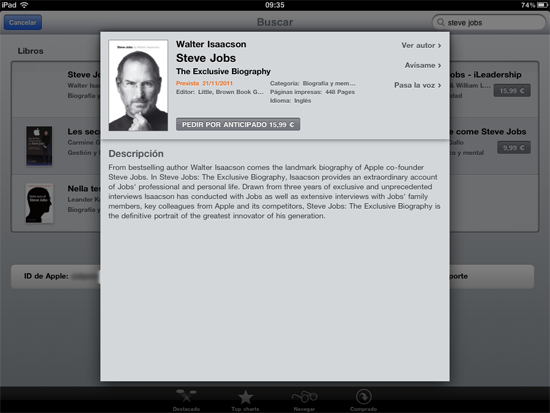 iPad
09:35
74%
Cancelar
Buscar
steve jobs
Libros
Steve Jobs by Walter Isaacson
Walter Isaacson
Steve Jobs
The Exclusive Biography
Prevista 21/11/2011
Editor: Little, Brown Book G...
Categoría: Biografía y mem...
Páginas impresas: 448 Pages
Idioma: Inglés
PEDIR POR ANTICIPADO 15,99 €
Ver autor ›
Avísame ›
Pasa la voz ›
Descripción
From bestselling author Walter Isaacson comes the landmark biography of Apple co-founder
Steve Jobs. In Steve Jobs: The Exclusive Biography, Isaacson provides an extraordinary account
of Jobs' professional and personal life. Drawn from three years of exclusive and unprecedented
interviews Isaacson has conducted with Jobs as well as extensive interviews with Jobs' family
members, key colleagues from Apple and its competitors, Steve Jobs: The Exclusive Biography is
the definitive portrait of the greatest innovator of his generation.
Steve Jo
Walter Isa
Biografía y
obs - iLeadership
& William L...
15,99 €
Les sec
Carmine G
Gestión y
e come Steve Jobs
Gallo
9,99 €
Nella te
Leander K
Biografía y
y mental
ID de Apple:
porte
Destacado
Top charts
Navegar
Comprado